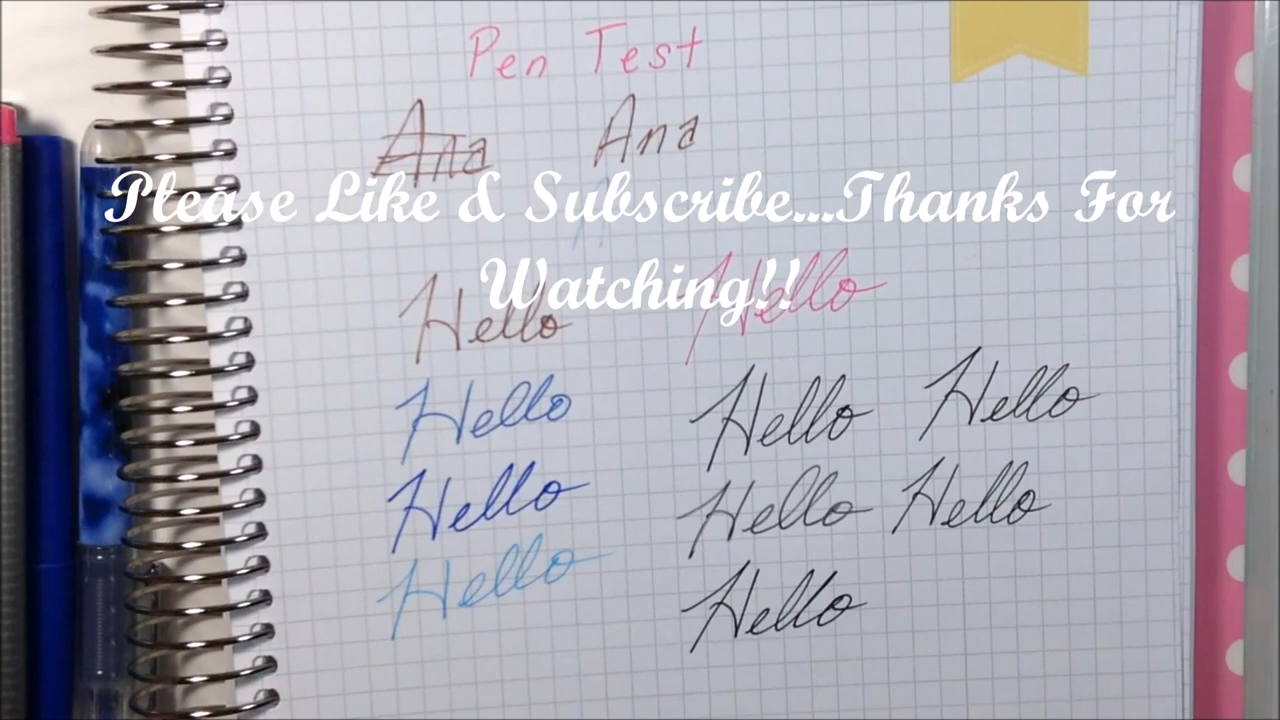 Pen Test
Ana Ana
Please Like & Subscribe...Thanks For
Watching!!
Hello Hello
Hello Hello Hello
Hello Hello Hello
Hello Hello